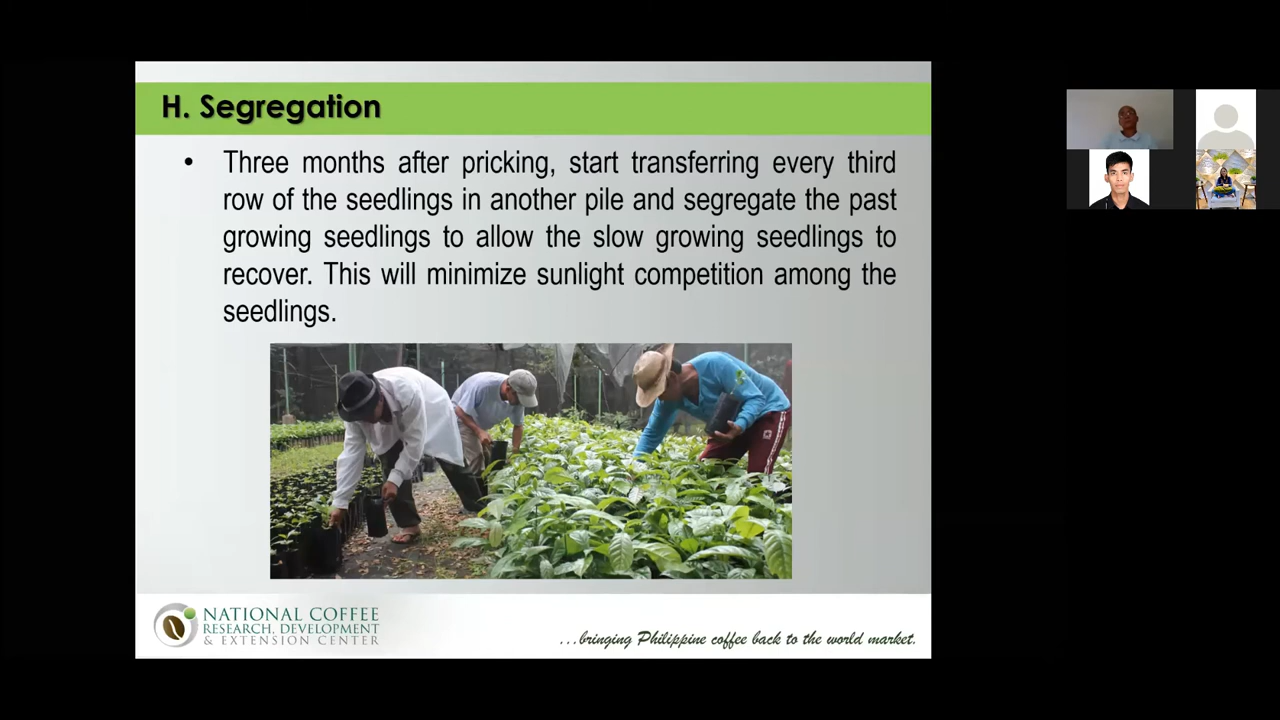 H. Segregation
• Three months after pricking, start transferring every third
row of the seedlings in another pile and segregate the past
growing seedlings to allow the slow growing seedlings to
recover. This will minimize sunlight competition among the
seedlings.
NATIONAL COFFEE
RESEARCH, DEVELOPMENT
& EXTENSION CENTER
...bringing Philippine coffee back to the world market.